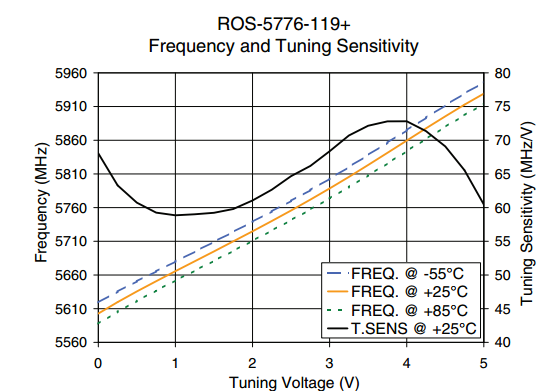 ROS-5776-119+
Frequency and Tuning Sensitivity
5960
5910
5860
5810
5760
5710
5660
5610
5560
Frequency (MHz)
80
75
70
65
60
55
50
45
40
Tuning Sensitivity (MHz/V)
FREQ. @ -55°C
FREQ. @ +25°C
FREQ. @ +85°C
T.SENS @ +25°C
0 1 2 3 4 5
Tuning Voltage (V)